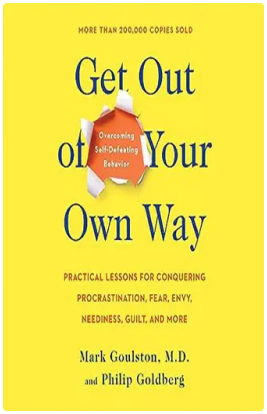 MORE THAN 200,000 COPIES SOLD
Get Out
of Your
Overcoming
Self-Defeating
Behavior
Own Way
PRACTICAL LESSONS FOR CONQUERING
PROCRASTINATION, FEAR, ENVY,
NEEDINESS, GUILT, AND MORE
Mark Goulston, M.D.
and Philip Goldberg